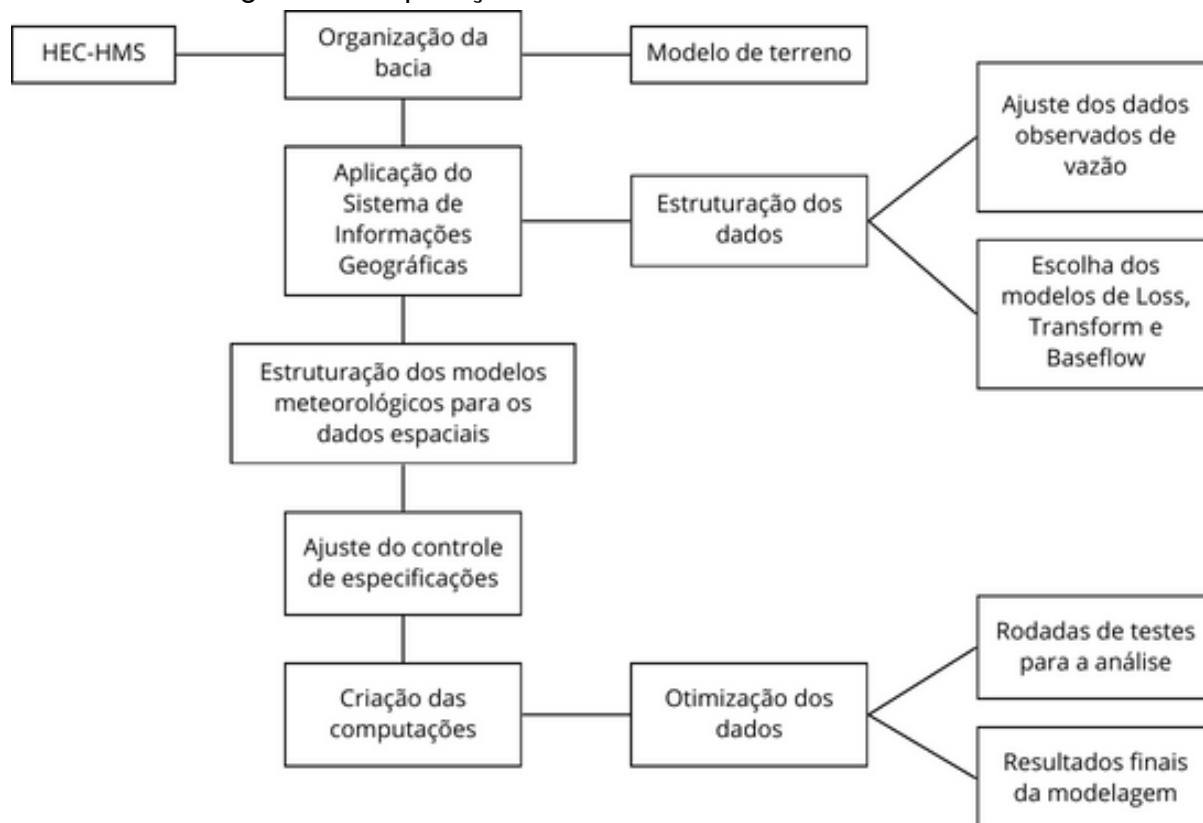 HEC-HMS
Organização da
bacia
Modelo de terreno
Aplicação do
Sistema de
Informações
Geográficas
Estruturação dos
dados
Ajuste dos dados
observados de
vazão
Escolha dos
modelos de Loss,
Transform e
Baseflow
Estruturação dos modelos
meteorológicos para os
dados espaciais
Ajuste do controle
de especificações
Criação das
computações
Otimização dos
dados
Rodadas de testes
para a análise
Resultados finais
da modelagem